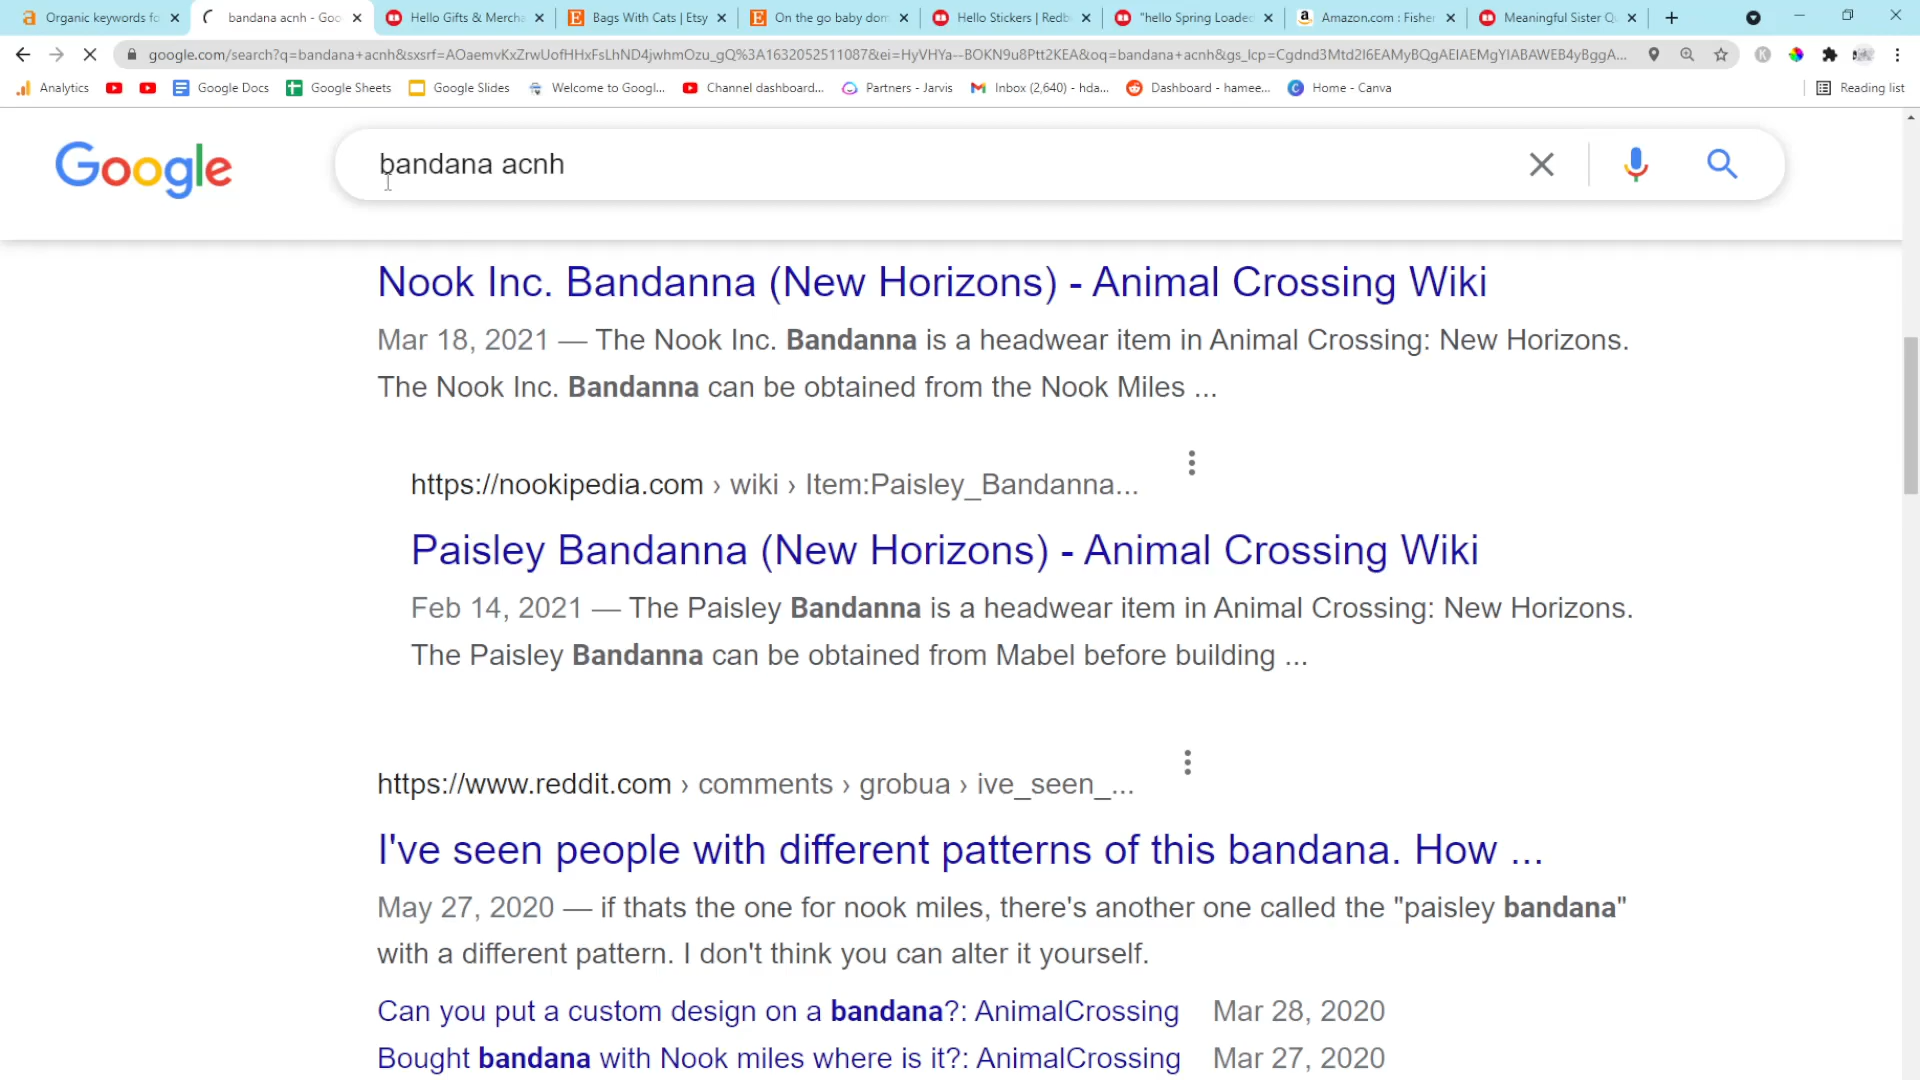 Organic keywords fo
bandana acnh - Goo
Hello Gifts & Mercha
Bags With Cats | Etsy
On the go baby dom
Hello Stickers | Redb
"hello Spring Loaded
Amazon.com : Fisher
Meaningful Sister Q
google.com/search?q=bandana+acnh&sxsrf=AOaemvKxZrwUofHHxFsLhND4jwhmOzu_gQ%3A1632052511087&ei=HyVHYa--BOKN9u8Ptt2KEA&oq=bandana+acnh&gs_lcp=Cgdnd3Mtd2l6EAMyBQgAEIAEMgYIABAWEB4yBggA...
Analytics
Google Docs
Google Sheets
Google Slides
Welcome to Googl...
Channel dashboard...
Partners - Jarvis
Inbox (2,640) - hda...
Dashboard - hamee...
Home - Canva
Reading list
Google
bandana acnh
Nook Inc. Bandanna (New Horizons) - Animal Crossing Wiki
Mar 18, 2021 — The Nook Inc. Bandanna is a headwear item in Animal Crossing: New Horizons.
The Nook Inc. Bandanna can be obtained from the Nook Miles ...
https://nookipedia.com › wiki › Item:Paisley_Bandanna...
Paisley Bandanna (New Horizons) - Animal Crossing Wiki
Feb 14, 2021 — The Paisley Bandanna is a headwear item in Animal Crossing: New Horizons.
The Paisley Bandanna can be obtained from Mabel before building ...
https://www.reddit.com › comments › grobua › ive_seen_...
I've seen people with different patterns of this bandana. How ...
May 27, 2020 — if thats the one for nook miles, there's another one called the "paisley bandana"
with a different pattern. I don't think you can alter it yourself.
Can you put a custom design on a bandana?: AnimalCrossing Mar 28, 2020
Bought bandana with Nook miles where is it?: AnimalCrossing Mar 27, 2020